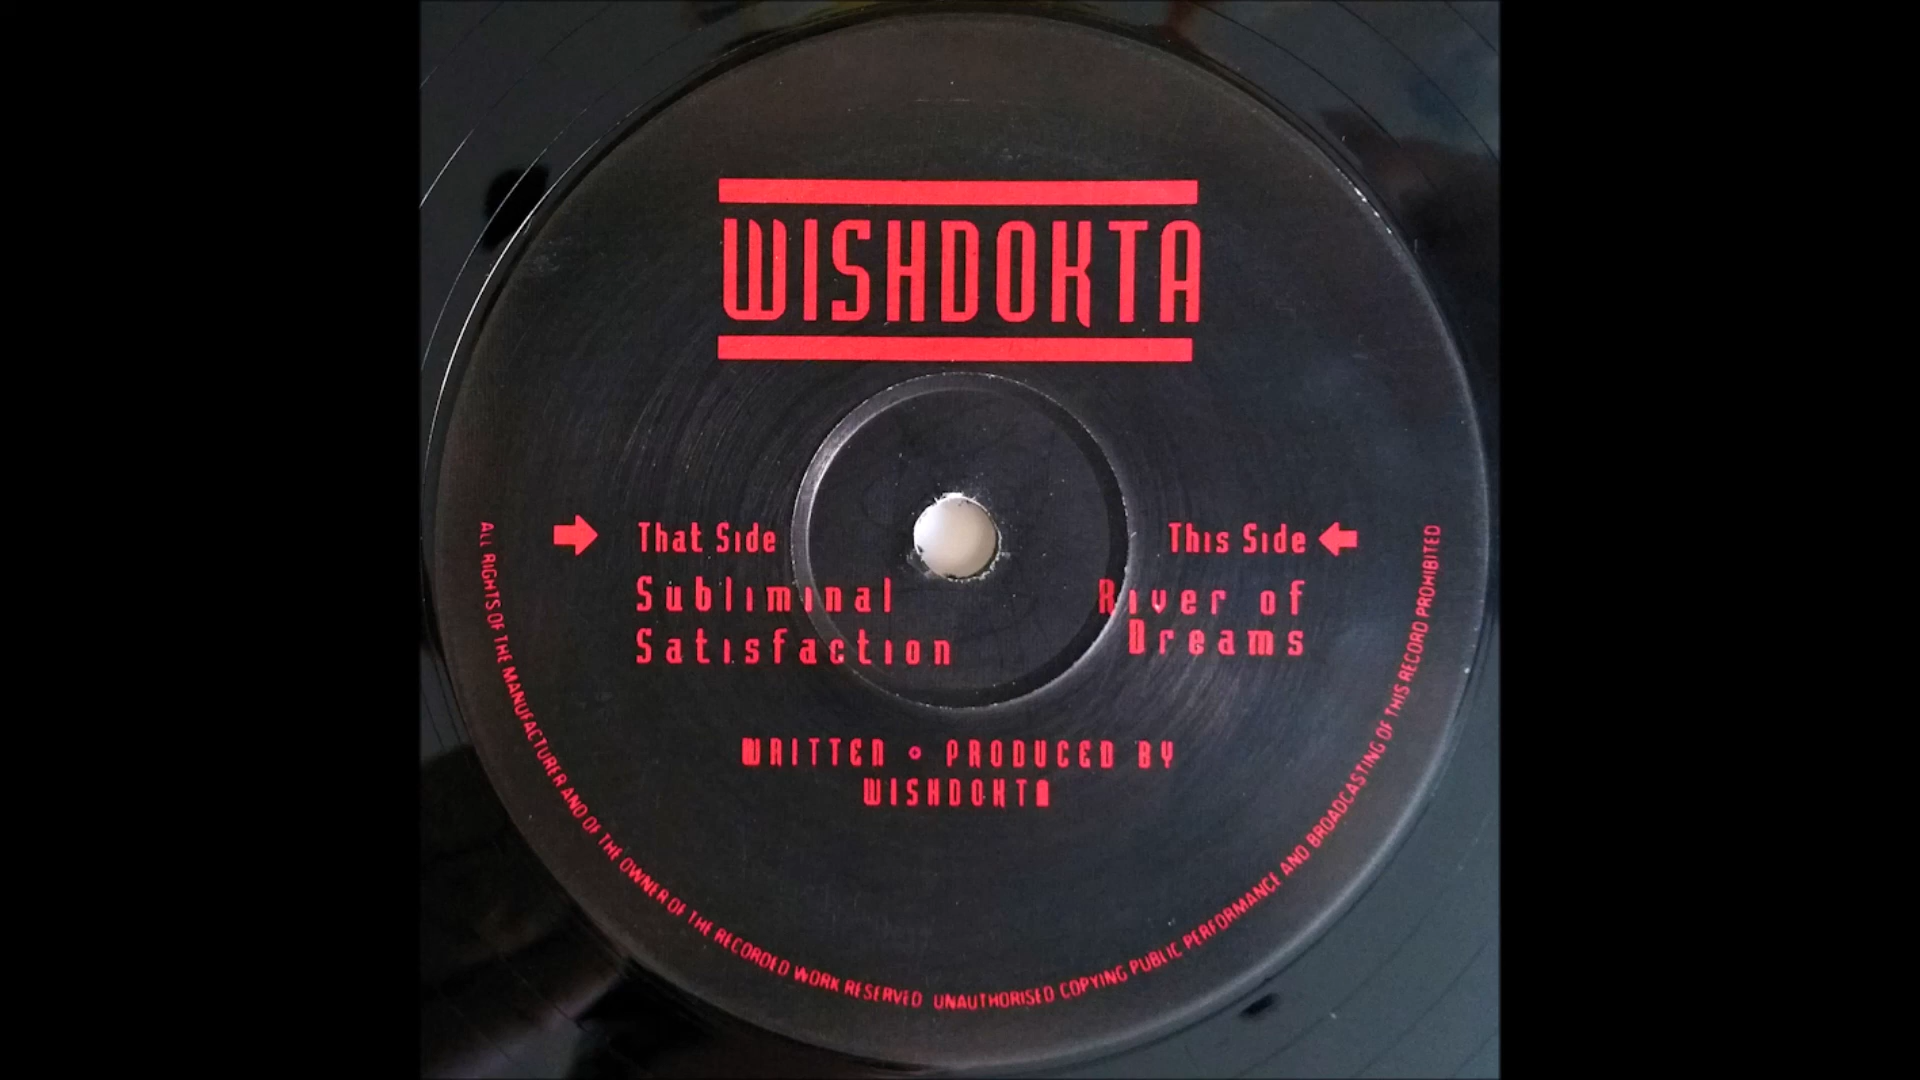 WISHDOKTA
That Side
Subliminal
Satisfaction
This Side
River of
Dreams
WRITTEN • PRODUCED BY
WISHDOKTA
ALL RIGHTS OF THE MANUFACTURER AND OF THE OWNER OF THE RECORDED WORK RESERVED UNAUTHORISED COPYING PUBLIC PERFORMANCE AND BROADCASTING OF THIS RECORD PROHIBITED